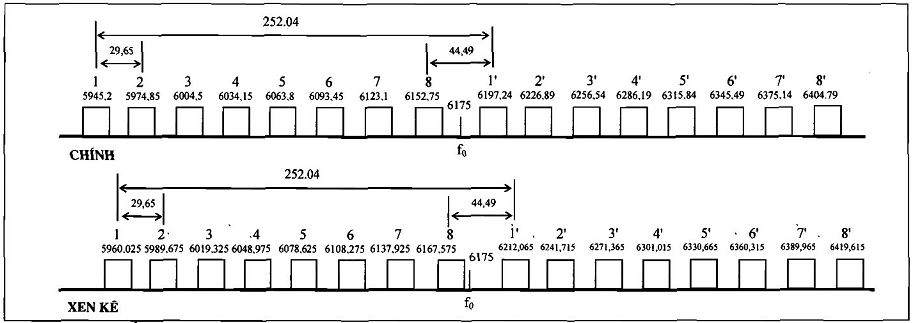 252.04
29,65 44,49
1 2 3 4 5 6 7 8 1' 2' 3' 4' 5' 6' 7' 8'
5945,2 5974,85 6004,5 6034,15 6063,8 6093,45 6123,1 6152,75 6197,24 6226,89 6256,54 6286,19 6315.84 6345,49 6375,14 6404.79
6175
f0
CHÍNH
252.04
29,65 44,49
1 2 3 4 5 6 7 8 1' 2' 3' 4' 5' 6' 7' 8'
5960,025 5989,675 6019,325 6048,975 6078,625 6108,275 6137,925 6167,575 6212,065 6241,715 6271,365 6301,015 6330,665 6360,315 6389,965 6419,615
6175
f0
XEN KẼ